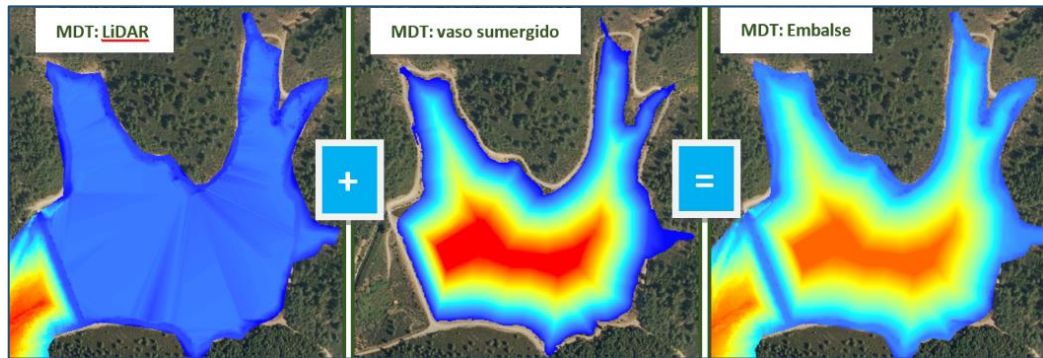 MDT: LiDAR
+
MDT: vaso sumergido
=
MDT: Embalse